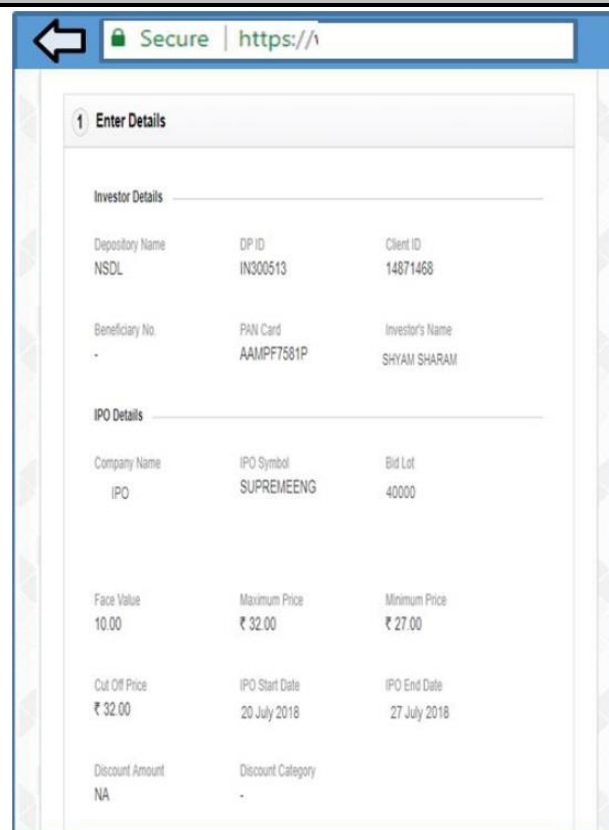 Secure | https://
1 Enter Details
Investor Details
Depository Name DP ID Client ID
NSDL IN300513 14871468
Beneficiary No. PAN Card Investor's Name
- AAMPF7581P SHYAM SHARAM
IPO Details
Company Name IPO Symbol Bid Lot
IPO SUPREMEENG 40000
Face Value Maximum Price Minimum Price
10.00 ₹ 32.00 ₹ 27.00
Cut Off Price IPO Start Date IPO End Date
₹ 32.00 20 July 2018 27 July 2018
Discount Amount Discount Category
NA -